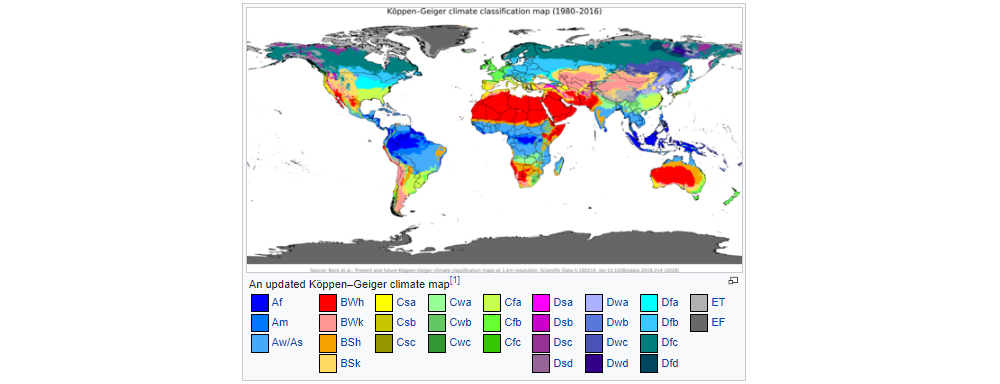 Köppen–Geiger climate classification map (1980–2016)
Source: Beck et al.: Present and future Köppen-Geiger climate classification maps at 1-km resolution, Scientific Data 5:180214, doi:10.1038/sdata.2018.214 (2018)
An updated Köppen–Geiger climate map[1]
Af BWh Csa Cwa Cfa Dsa Dwa Dfa ET
Am BWk Csb Cwb Cfb Dsb Dwb Dfb EF
Aw/As BSh Csc Cwc Cfc Dsc Dwc Dfc
BSk Dsd Dwd Dfd